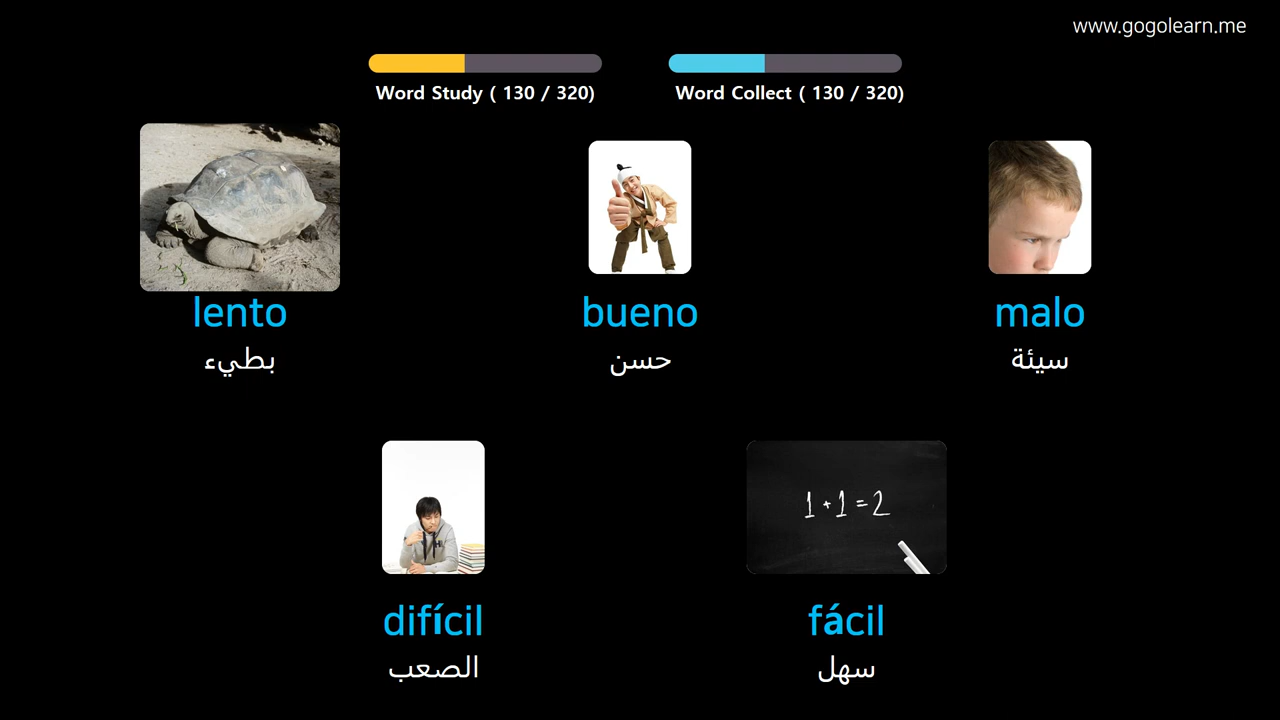 www.gogolearn.me
Word Study ( 130 / 320)
Word Collect ( 130 / 320)
lento
بطيء
bueno
حسن
malo
سيئة
difícil
الصعب
1+1=2
fácil
سهل